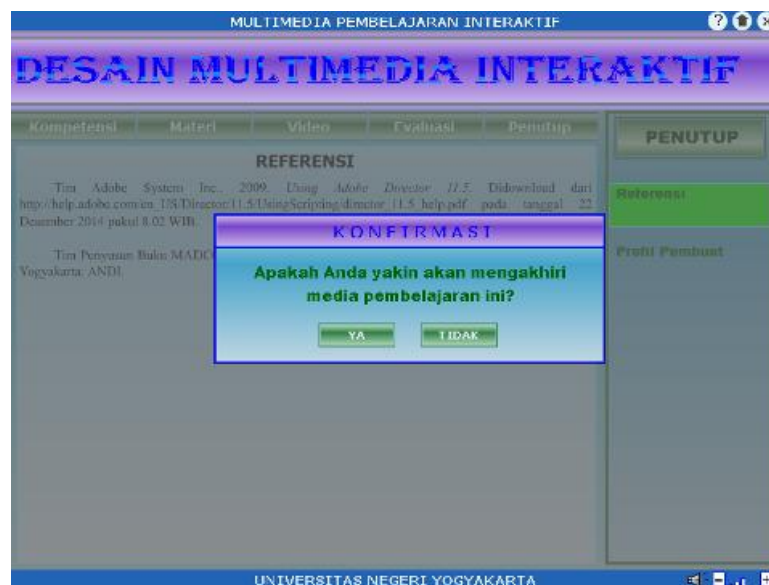 MULTIMEDIA PEMBELAJARAN INTERAKTIF
DESAIN MULTIMEDIA INTERAKTIF
Kompetensi Materi Video Evaluasi Penutup
PENUTUP
REFERENSI
Tim Adobe System Inc.. 2009. Using Adobe Director 11.5. Didownload dari
http://help.adobe.com/en_US/Director/11.5/UsingScripting/director_11.5_help.pdf pada tanggal 22
Desember 2014 pukul 8.02 WIB.
Tim Penyusun Buku MADC
Yogyakarta: ANDI.
Referensi
Profil Pembuat
KONFIRMASI
Apakah Anda yakin akan mengakhiri
media pembelajaran ini?
YA TIDAK
UNIVERSITAS NEGERI YOGYAKARTA